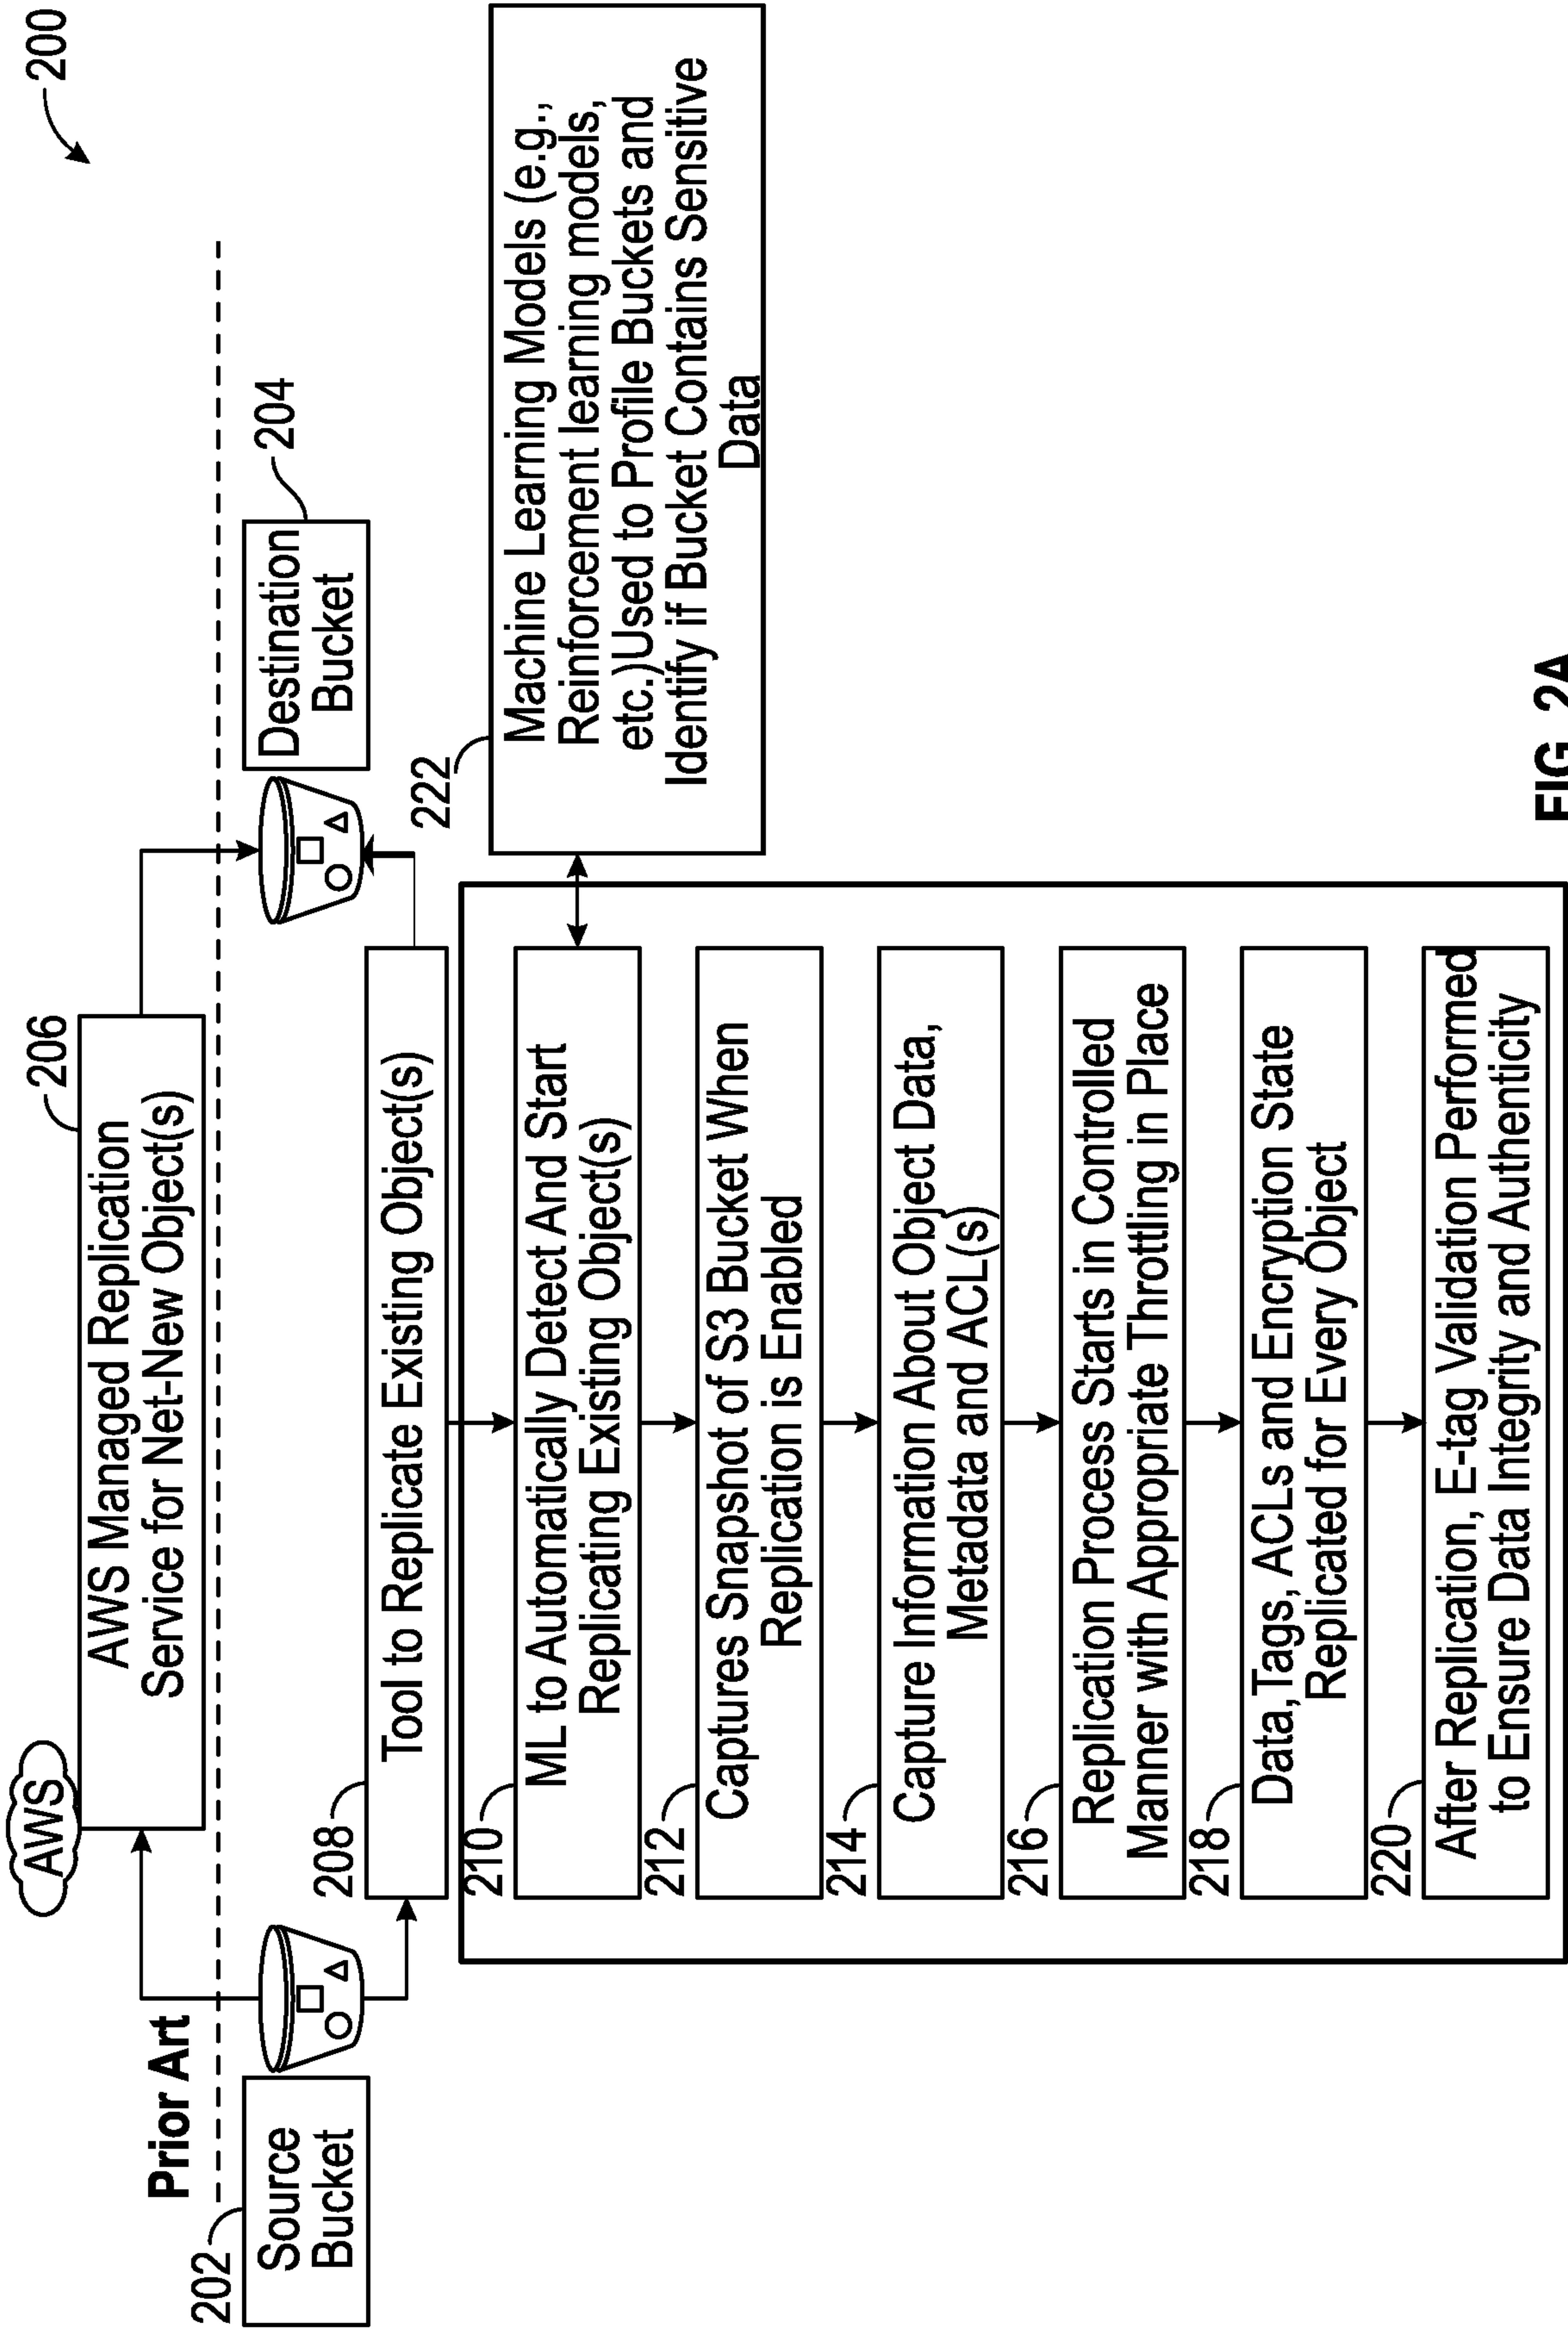 200
AWS
206
AWS Managed Replication
Service for Net-New Object(s)
Prior Art
202
Source
Bucket
204
Destination
Bucket
208
Tool to Replicate Existing Object(s)
210
ML to Automatically Detect And Start
Replicating Existing Object(s)
222
Machine Learning Models (e.g.,
Reinforcement learning models,
etc.)Used to Profile Buckets and
Identify if Bucket Contains Sensitive
Data
212
Captures Snapshot of S3 Bucket When
Replication is Enabled
214
Capture Information About Object Data,
Metadata and ACL(s)
216
Replication Process Starts in Controlled
Manner with Appropriate Throttling in Place
218
Data,Tags, ACLs and Encryption State
Replicated for Every Object
220
After Replication, E-tag Validation Performed
to Ensure Data Integrity and Authenticity
FIG. 2A